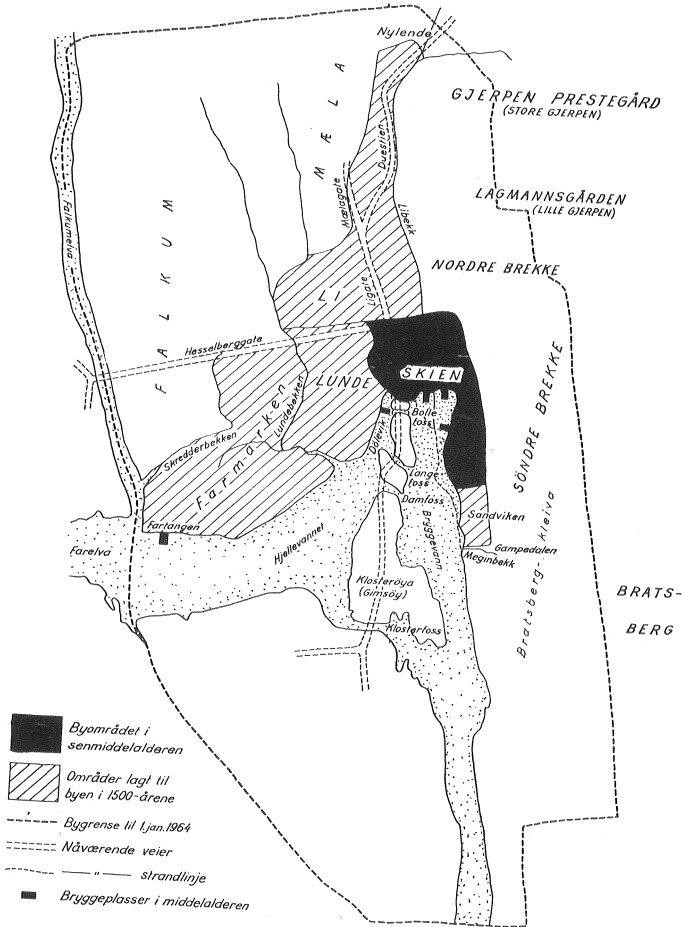 Nylende
GJERPEN PRESTEGÅRD
(STORE GJERPEN)
MÆLA
Duestien
Mælagate
Libekk
LAGMANNSGÅRDEN
(LILLE GJERPEN)
Falkumelva
FALKUM
NORDRE BREKKE
LI
Ligate
Hesselberggate
LUNDE
SKIEN
Bolle
foss
Dolevik
Lundebekken
Farmarken
Skredderbekken
SÖNDRE BREKKE
Lange
foss
Damfoss
Bryggevann
Sandviken
Fartangen
Farelva
Hjellevannet
Gampedalen
Meginbekk
Bratsberg-kleiva
Klosteröya
(Gimsöy)
Klosterfoss
BRATS-
BERG
Byområdet i
senmiddelalderen
Områder lagt til
byen i 1500-årene
Bygrense til 1.jan.1964
Nåværende veier
—〃— strandlinje
Bryggeplasser i middelalderen